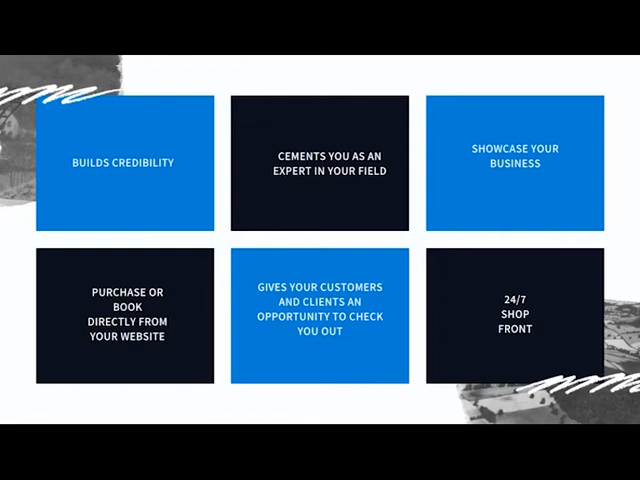 BUILDS CREDIBILITY
CEMENTS YOU AS AN
EXPERT IN YOUR FIELD
SHOWCASE YOUR
BUSINESS
PURCHASE OR
BOOK
DIRECTLY FROM
YOUR WEBSITE
GIVES YOUR CUSTOMERS
AND CLIENTS AN
OPPORTUNITY TO CHECK
YOU OUT
24/7
SHOP
FRONT